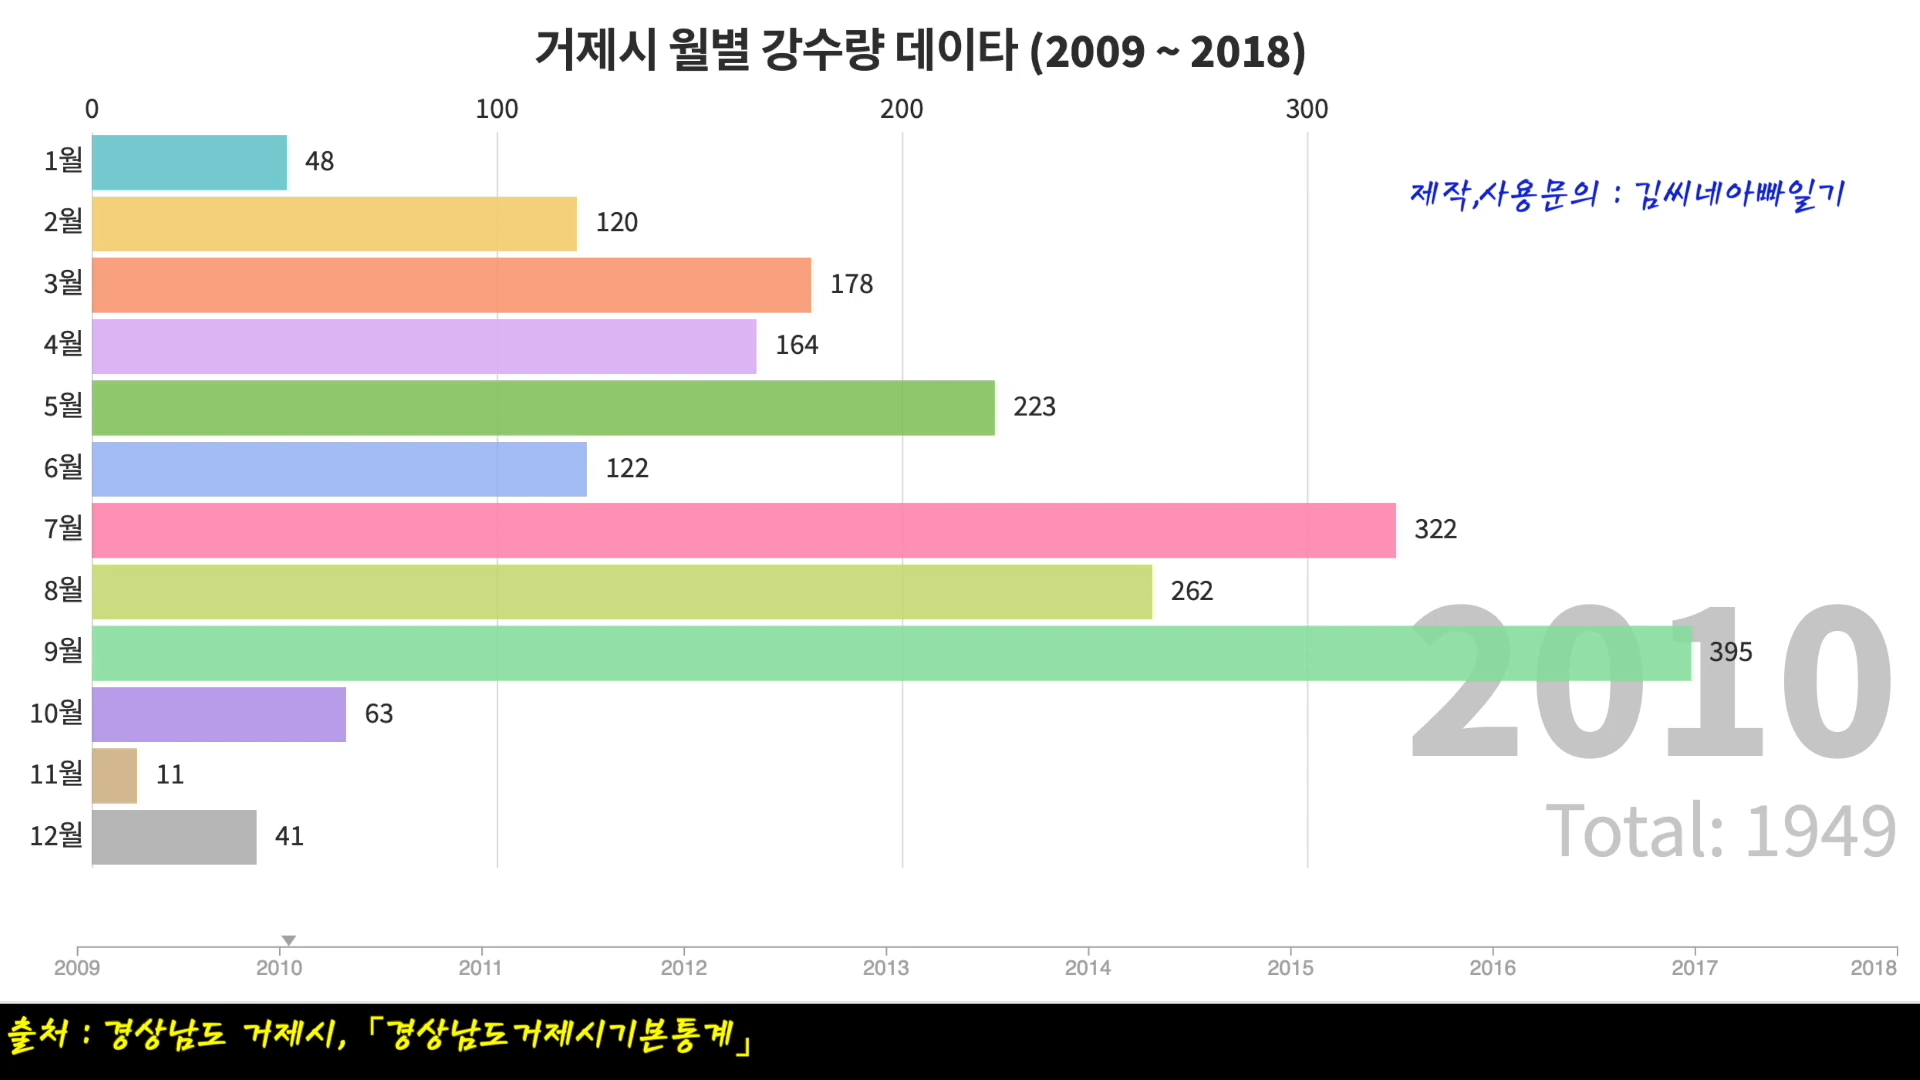 거제시 월별 강수량 데이타 (2009 ~ 2018)
0 100 200 300
1월 48
제작,사용문의 : 김씨네아빠일기
2월 120
3월 178
4월 164
5월 223
6월 122
7월 322
8월 262
9월 395
2010
10월 63
11월 11
Total: 1949
12월 41
2009 2010 2011 2012 2013 2014 2015 2016 2017 2018
출처 : 경상남도 거제시, 「경상남도거제시기본통계」